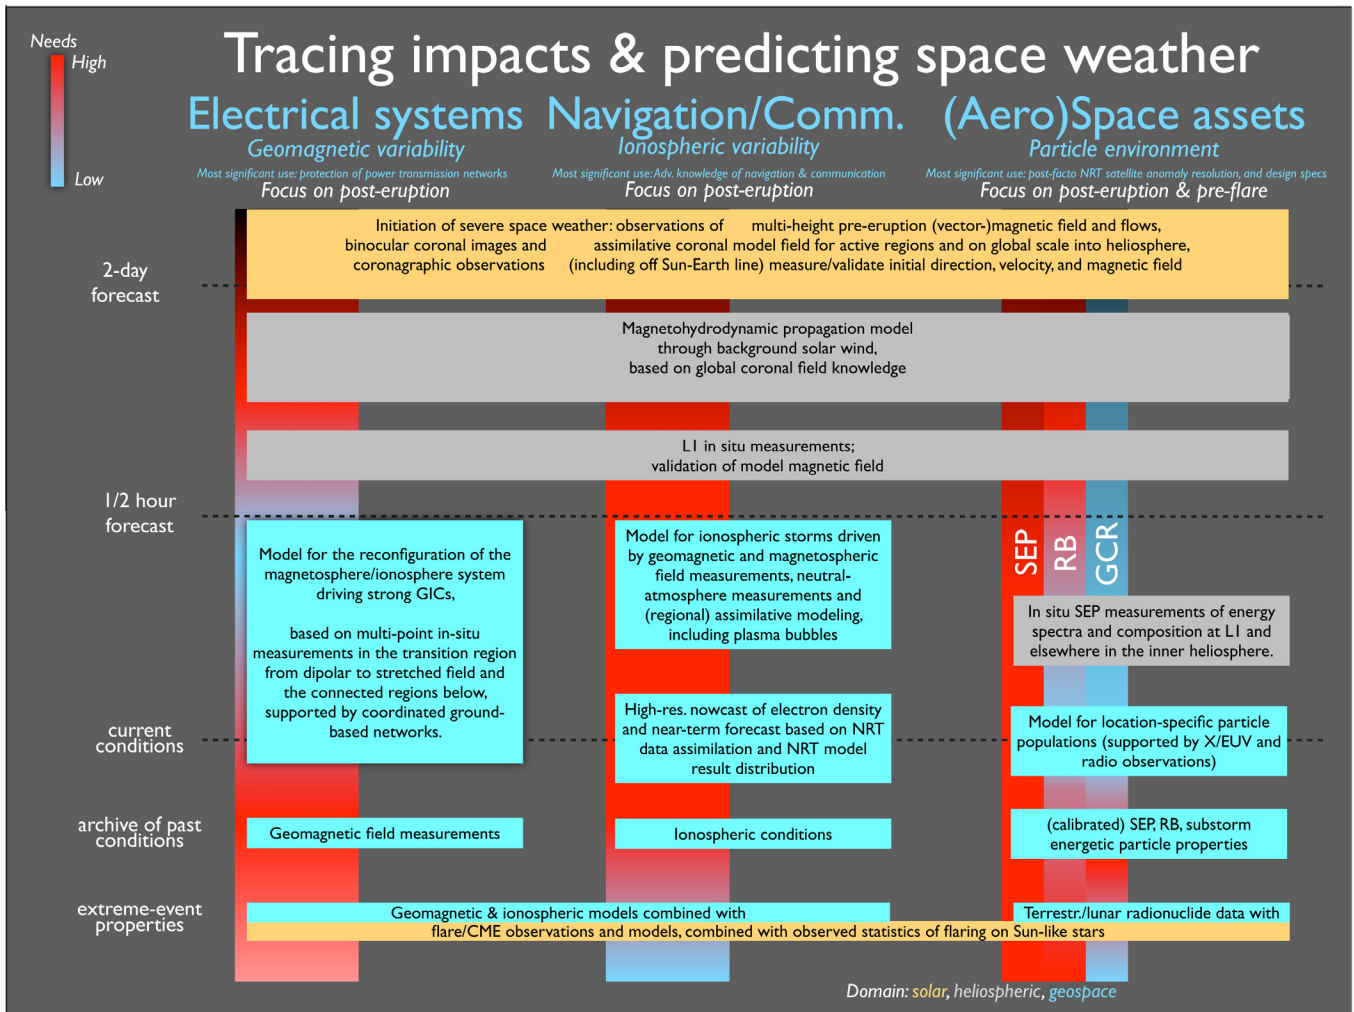 Needs
High
Low
Tracing impacts & predicting space weather
Electrical systems
Geomagnetic variability
Most significant use: protection of power transmission networks
Focus on post-eruption
Navigation/Comm.
Ionospheric variability
Most significant use: Adv. knowledge of navigation & communication
Focus on post-eruption
(Aero)Space assets
Particle environment
Most significant use: post-facto NRT satellite anomaly resolution, and design specs
Focus on post-eruption & pre-flare
2-day
forecast
Initiation of severe space weather: observations of multi-height pre-eruption (vector-)magnetic field and flows,
binocular coronal images and assimilative coronal model field for active regions and on global scale into heliosphere,
coronagraphic observations (including off Sun-Earth line) measure/validate initial direction, velocity, and magnetic field
Magnetohydrodynamic propagation model
through background solar wind,
based on global coronal field knowledge
L1 in situ measurements;
validation of model magnetic field
1/2 hour
forecast
Model for the reconfiguration of the
magnetosphere/ionosphere system
driving strong GICs,
based on multi-point in-situ
measurements in the transition region
from dipolar to stretched field and
the connected regions below,
supported by coordinated ground-
based networks.
Model for ionospheric storms driven
by geomagnetic and magnetospheric
field measurements, neutral-
atmosphere measurements and
(regional) assimilative modeling,
including plasma bubbles
SEP
RB
GCR
In situ SEP measurements of energy
spectra and composition at L1 and
elsewhere in the inner heliosphere.
current
conditions
High-res. nowcast of electron density
and near-term forecast based on NRT
data assimilation and NRT model
result distribution
Model for location-specific particle
populations (supported by X/EUV and
radio observations)
archive of past
conditions
Geomagnetic field measurements
Ionospheric conditions
(calibrated) SEP, RB, substorm
energetic particle properties
extreme-event
properties
Geomagnetic & ionospheric models combined with
Terrestr./lunar radionuclide data with
flare/CME observations and models, combined with observed statistics of flaring on Sun-like stars
Domain: solar, heliospheric, geospace